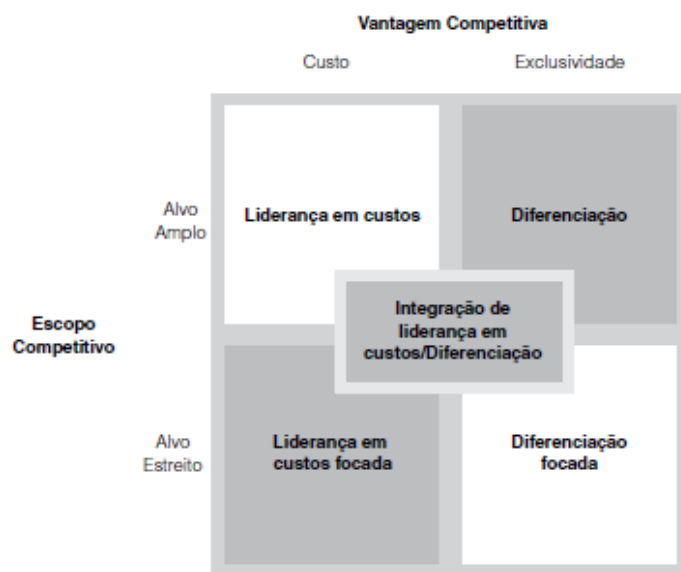 Vantagem Competitiva
Custo
Exclusividade
Alvo
Amplo
Liderança em custos
Diferenciação
Escopo
Competitivo
Integração de
liderança em
custos/Diferenciação
Alvo
Estreito
Liderança em
custos focada
Diferenciação
focada